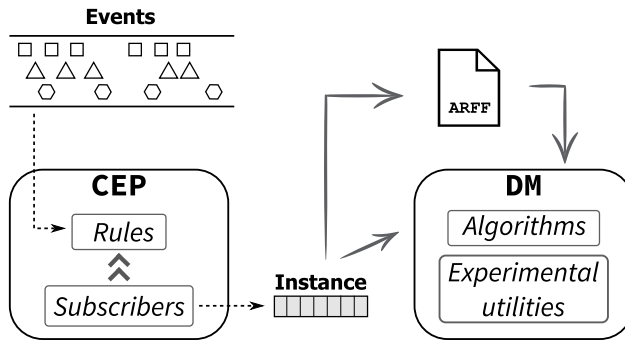 Events
ARFF
CEP
Rules
Subscribers
Instance
DM
Algorithms
Experimental
utilities